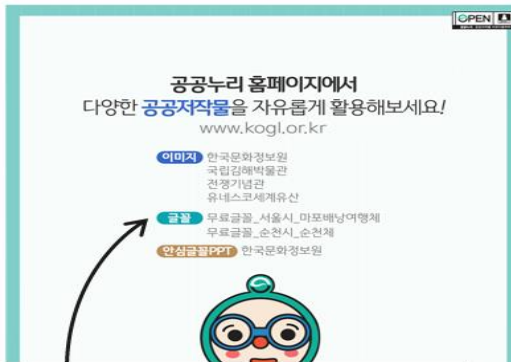 OPEN
공공누리 홈페이지에서
다양한 공공저작물을 자유롭게 활용해보세요!
www.kogl.or.kr
이미지 한국문화정보원
국립김해박물관
전쟁기념관
유네스코세계유산
글꼴 무료글꼴_서울시_마포배낭여행체
무료글꼴_순천시_순천체
안심글꼴PPT 한국문화정보원